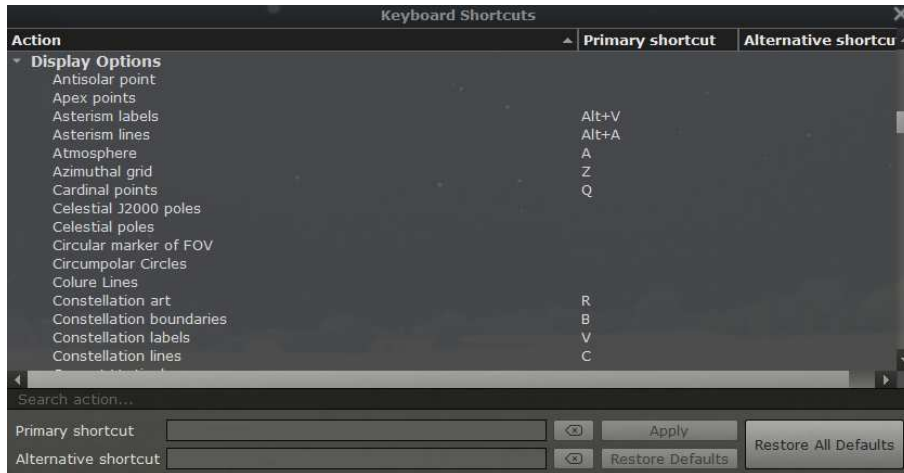 Keyboard Shortcuts
Action Primary shortcut Alternative shortcu
Display Options
Antisolar point
Apex points
Asterism labels Alt+V
Asterism lines Alt+A
Atmosphere A
Azimuthal grid Z
Cardinal points Q
Celestial J2000 poles
Celestial poles
Circular marker of FOV
Circumpolar Circles
Colure Lines
Constellation art R
Constellation boundaries B
Constellation labels V
Constellation lines C
Search action...
Primary shortcut Apply
Restore All Defaults
Alternative shortcut Restore Defaults